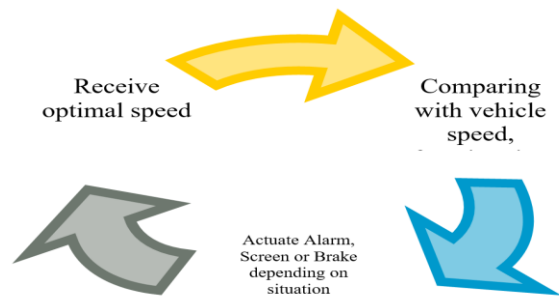 Receive
optimal speed
Comparing
with vehicle
speed,
Actuate Alarm,
Screen or Brake
depending on
situation